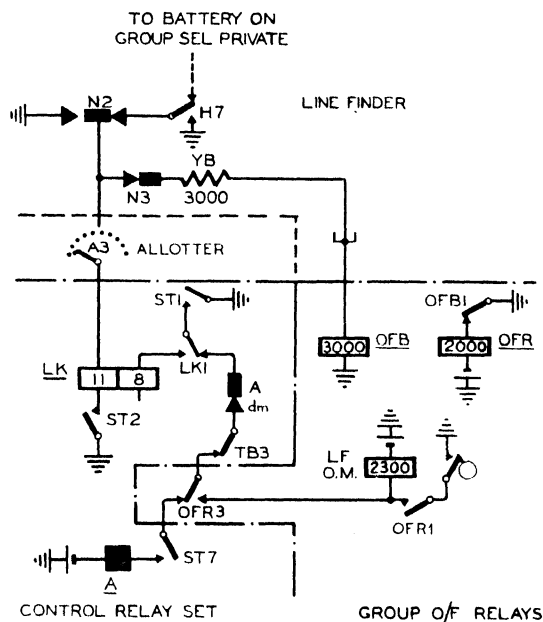 TO BATTERY ON
GROUP SEL PRIVATE
N2
H7
LINE FINDER
YB
N3
3000
A3
ALLOTTER
ST1
OFB1
3000
OFB
2000
OFR
LK
11
8
LK1
A
dm
ST2
TB3
LF
O.M.
2300
OFR3
OFR1
ST7
A
CONTROL RELAY SET
GROUP O/F RELAYS